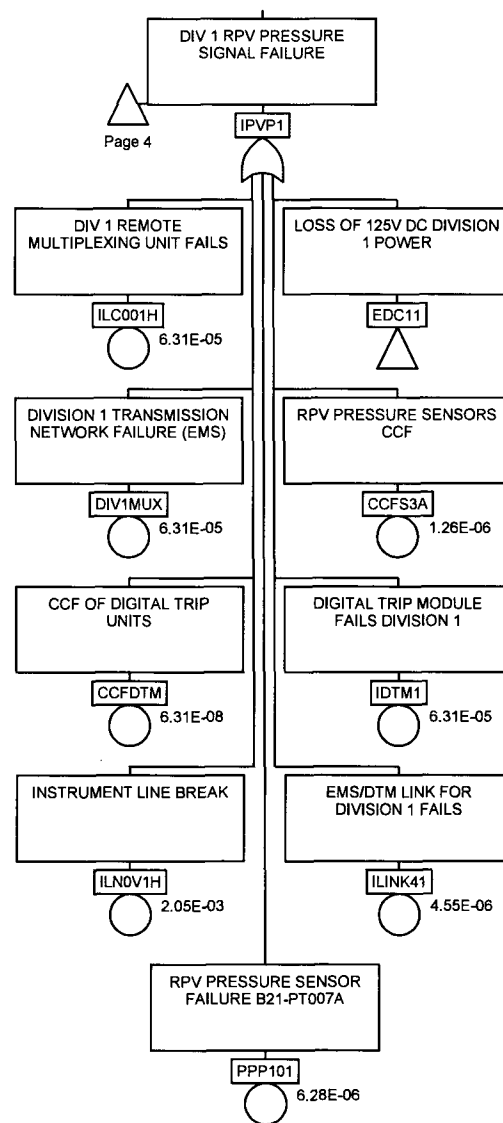 DIV 1 RPV PRESSURE
SIGNAL FAILURE
Page 4
IPVP1
DIV 1 REMOTE
MULTIPLEXING UNIT FAILS
ILC001H
6.31E-05
LOSS OF 125V DC DIVISION
1 POWER
EDC11
DIVISION 1 TRANSMISSION
NETWORK FAILURE (EMS)
DIV1MUX
6.31E-05
RPV PRESSURE SENSORS
CCF
CCFS3A
1.26E-06
CCF OF DIGITAL TRIP
UNITS
CCFDTM
6.31E-08
DIGITAL TRIP MODULE
FAILS DIVISION 1
IDTM1
6.31E-05
INSTRUMENT LINE BREAK
ILN0V1H
2.05E-03
EMS/DTM LINK FOR
DIVISION 1 FAILS
ILINK41
4.55E-06
RPV PRESSURE SENSOR
FAILURE B21-PT007A
PPP101
6.28E-06